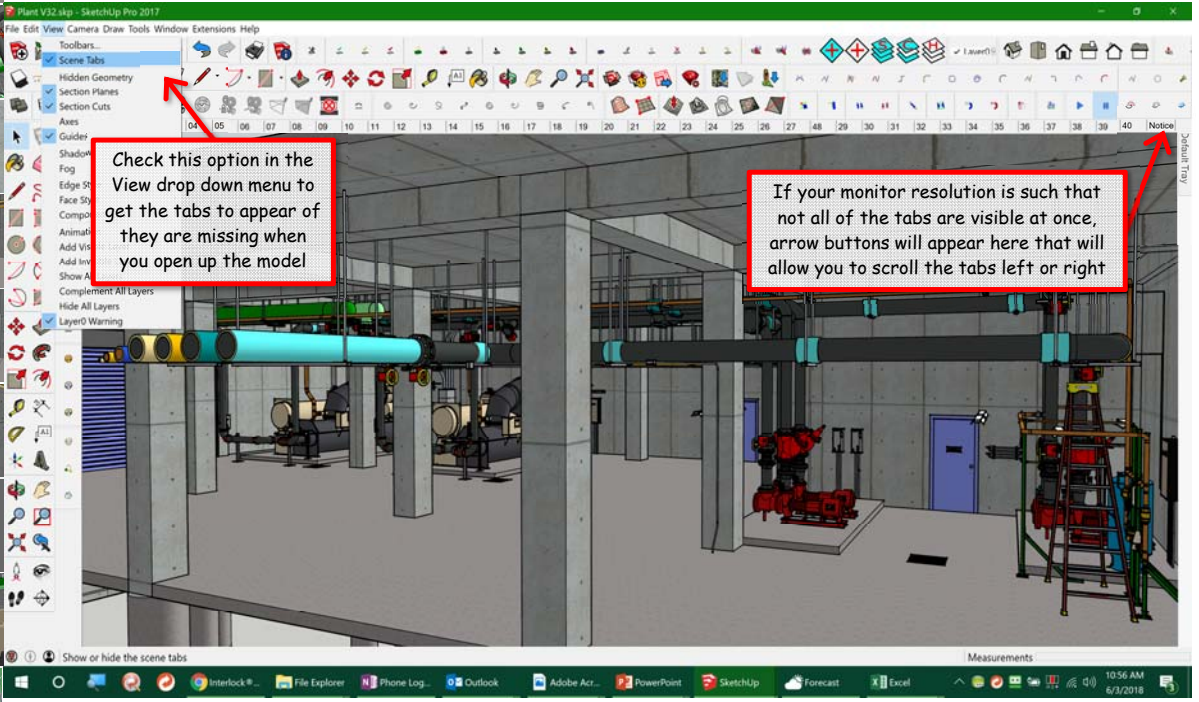 Plant V32.skp - SketchUp Pro 2017
File Edit View Camera Draw Tools Window Extensions Help
Toolbars...
Scene Tabs
Hidden Geometry
Section Planes
Section Cuts
Axes
Guides
Fog
Complement All Layers
Hide All Layers
Layer0 Warning
04 05 06 07 08 09 10 11 12 13 14 15 16 17 18 19 20 21 22 23 24 25 26 27 48 29 30 31 32 33 34 35 36 37 38 39 40 Notice
Default Tray
Check this option in the
View drop down menu to
get the tabs to appear of
they are missing when
you open up the model
If your monitor resolution is such that
not all of the tabs are visible at once,
arrow buttons will appear here that will
allow you to scroll the tabs left or right
Show or hide the scene tabs
Measurements
Interlock®... File Explorer Phone Log... Outlook Adobe Acr... PowerPoint SketchUp Forecast Excel
10:56 AM
6/3/2018